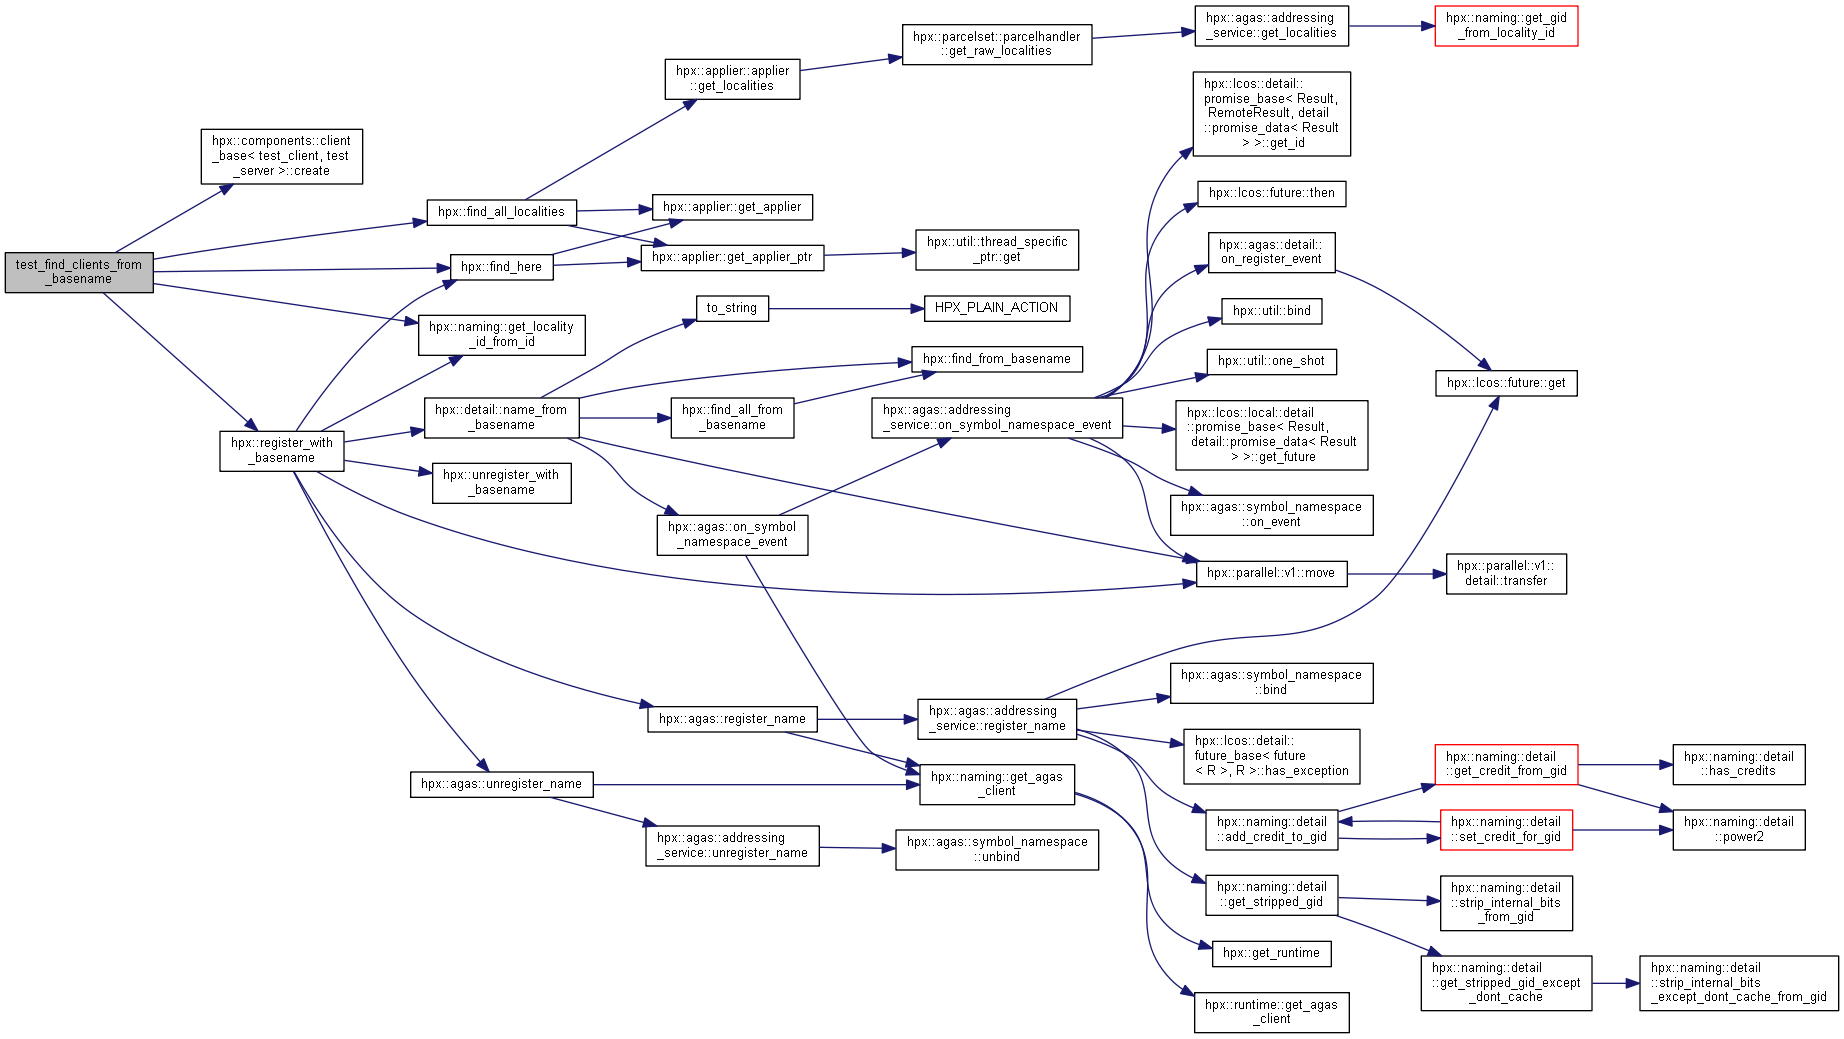 test_find_clients_from
_basename
hpx::components::client
_base< test_client, test
_server >::create
hpx::find_all_localities
hpx::find_here
hpx::naming::get_locality
_id_from_id
hpx::register_with
_basename
hpx::detail::name_from
_basename
hpx::unregister_with
_basename
hpx::agas::unregister_name
hpx::applier::applier
::get_localities
hpx::applier::get_applier
hpx::applier::get_applier_ptr
to_string
hpx::find_all_from
_basename
hpx::agas::on_symbol
_namespace_event
hpx::agas::register_name
hpx::agas::addressing
_service::unregister_name
hpx::parcelset::parcelhandler
::get_raw_localities
hpx::util::thread_specific
_ptr::get
HPX_PLAIN_ACTION
hpx::find_from_basename
hpx::agas::addressing
_service::on_symbol_namespace_event
hpx::agas::addressing
_service::register_name
hpx::naming::get_agas
_client
hpx::agas::symbol_namespace
::unbind
hpx::agas::addressing
_service::get_localities
hpx::lcos::detail::
promise_base< Result,
RemoteResult, detail
::promise_data< Result
> >::get_id
hpx::lcos::future::then
hpx::agas::detail::
on_register_event
hpx::util::bind
hpx::util::one_shot
hpx::lcos::local::detail
::promise_base< Result,
detail::promise_data< Result
> >::get_future
hpx::agas::symbol_namespace
::on_event
hpx::parallel::v1::move
hpx::agas::symbol_namespace
::bind
hpx::lcos::detail::
future_base< future
< R >, R >::has_exception
hpx::naming::detail
::add_credit_to_gid
hpx::naming::detail
::get_stripped_gid
hpx::get_runtime
hpx::runtime::get_agas
_client
hpx::naming::get_gid
_from_locality_id
hpx::lcos::future::get
hpx::parallel::v1::
detail::transfer
hpx::naming::detail
::get_credit_from_gid
hpx::naming::detail
::set_credit_for_gid
hpx::naming::detail
::strip_internal_bits
_from_gid
hpx::naming::detail
::get_stripped_gid_except
_dont_cache
hpx::naming::detail
::has_credits
hpx::naming::detail
::power2
hpx::naming::detail
::strip_internal_bits
_except_dont_cache_from_gid